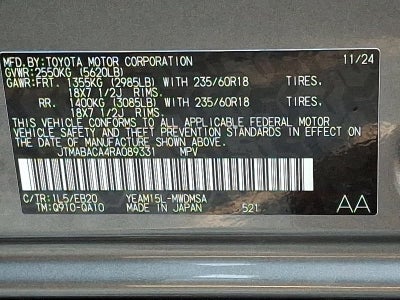 MFD. BY: TOYOTA MOTOR CORPORATION 11/24
GVWR: 2550KG (5620LB)
GAWR: FRT. 1355KG (2985LB) WITH 235/60R18 TIRES.
18X7 1/2J RIMS.
RR. 1400KG (3085LB) WITH 235/60R18 TIRES.
18X7 1/2J RIMS.
THIS VEHICLE CONFORMS TO ALL APPLICABLE FEDERAL MOTOR
VEHICLE SAFETY AND THEFT PREVENTION STANDARDS IN EFFECT ON
THE DATE OF MANUFACTURE SHOWN ABOVE.
JTMABACA4RA089331 MPV
C/TR: 1L5/EB20 YEAM15L-MWDMSA
TM: Q910-QA10 MADE IN JAPAN 521 AA